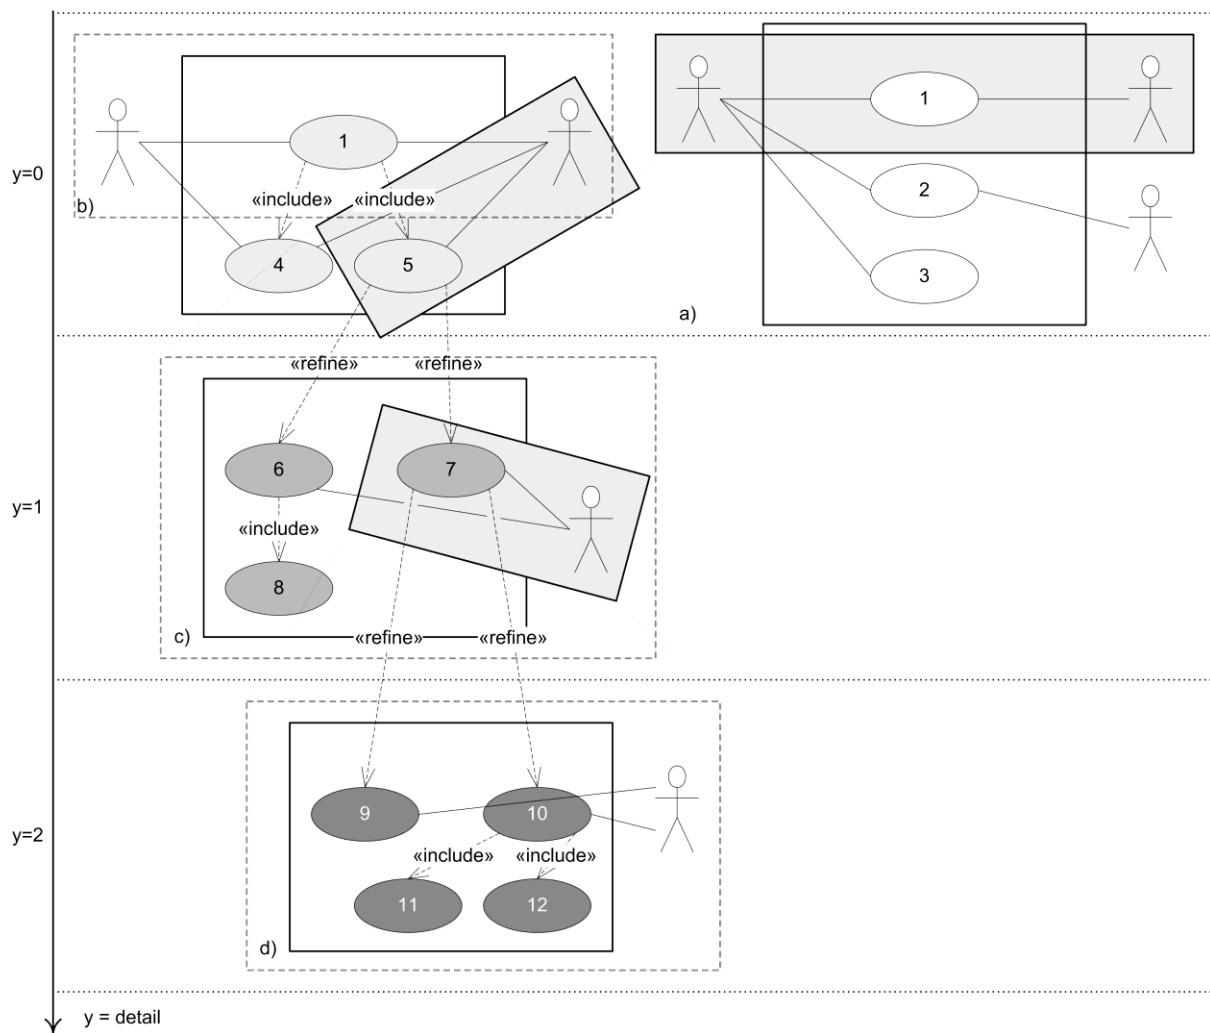 1
1
y=0
«include» «include»
2
b)
4
5
3
a)
«refine»
«refine»
6
7
y=1
«include»
8
c)
«refine»
«refine»
9
10
y=2
«include»
«include»
11
12
d)
y = detail